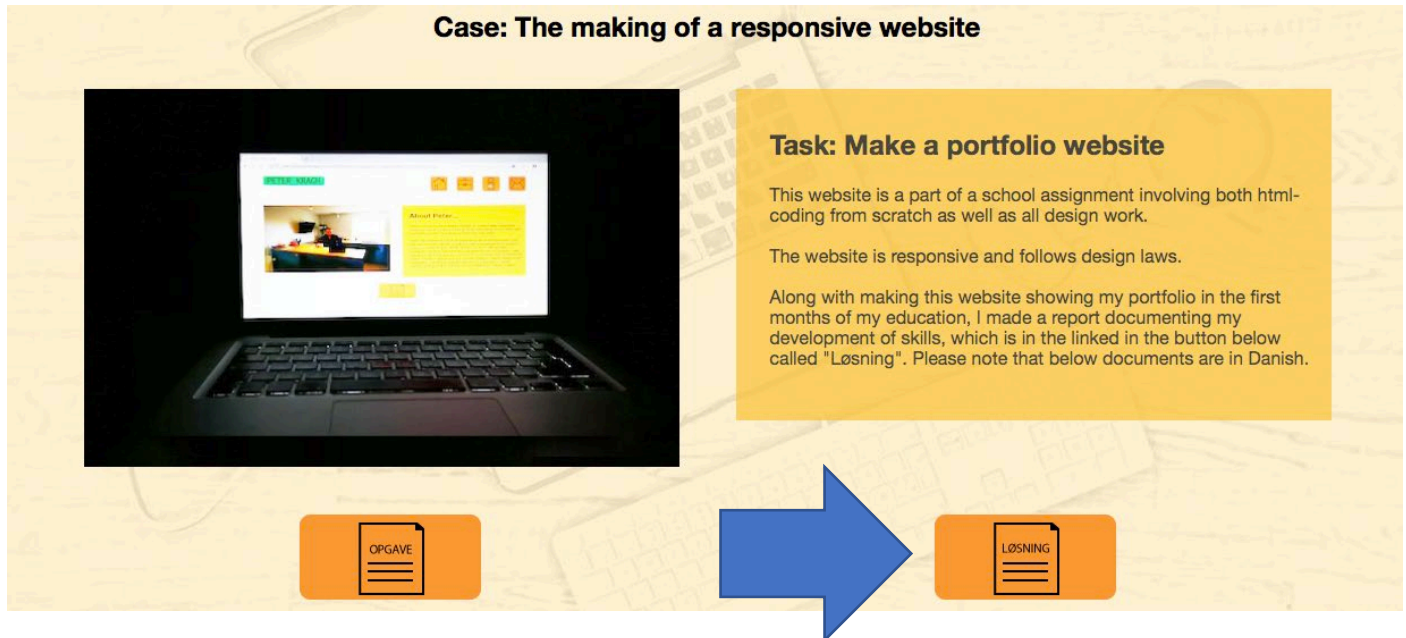 Case: The making of a responsive website
PETER KRAGH
About Peter...
Task: Make a portfolio website
This website is a part of a school assignment involving both html-
coding from scratch as well as all design work.
The website is responsive and follows design laws.
Along with making this website showing my portfolio in the first
months of my education, I made a report documenting my
development of skills, which is in the linked in the button below
called "Løsning". Please note that below documents are in Danish.
OPGAVE
LØSNING